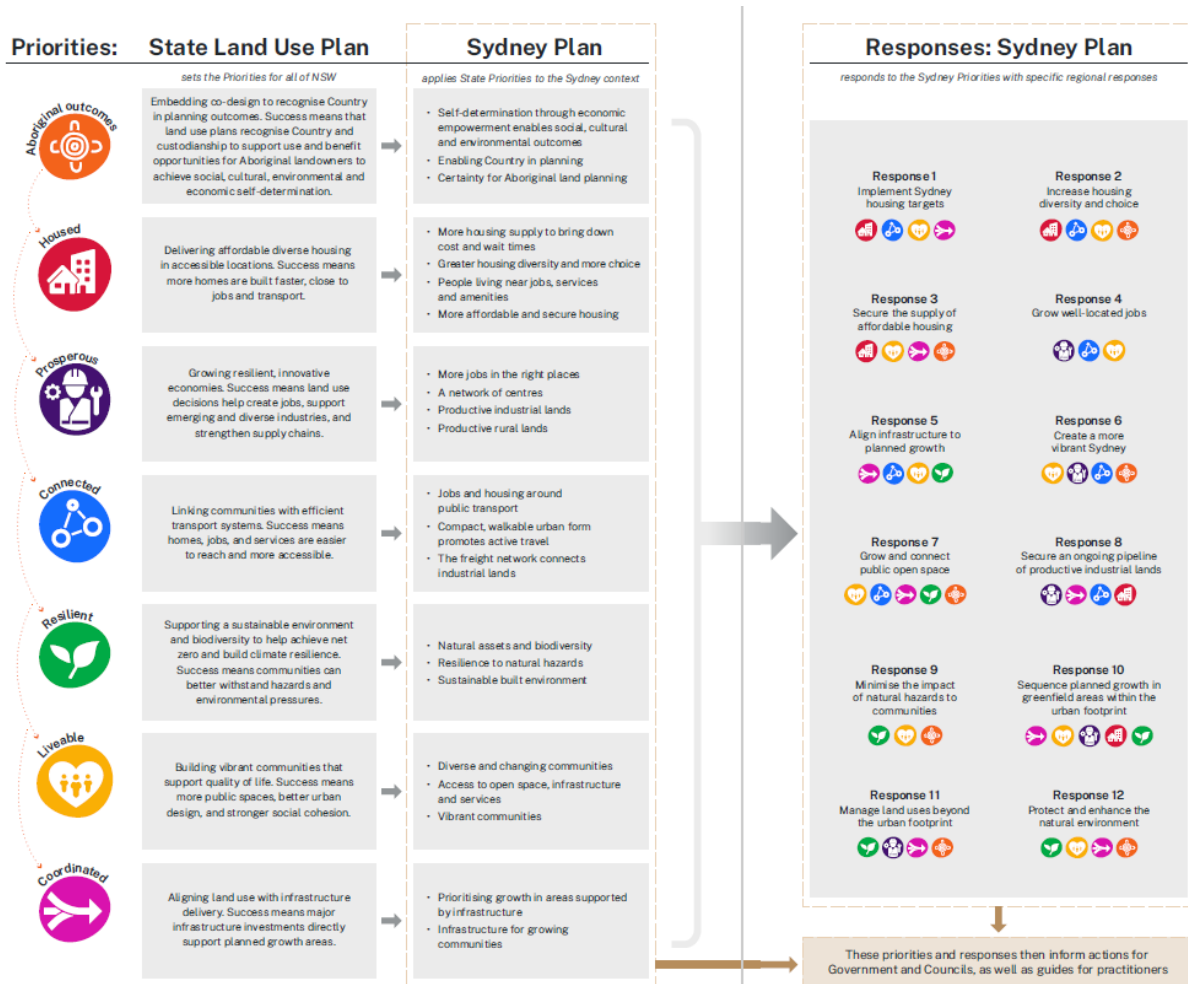 Priorities:
State Land Use Plan
sets the Priorities for all of NSW
Sydney Plan
applies State Priorities to the Sydney context
Aboriginal outcomes
Embedding co-design to recognise Country
in planning outcomes. Success means that
land use plans recognise Country and
custodianship to support use and benefit
opportunities for Aboriginal landowners to
achieve social, cultural, environmental and
economic self-determination.
• Self-determination through economic
empowerment enables social, cultural
and environmental outcomes
• Enabling Country in planning
• Certainty for Aboriginal land planning
Housed
Delivering affordable diverse housing
in accessible locations. Success means
more homes are built faster, close to
jobs and transport.
• More housing supply to bring down
cost and wait times
• Greater housing diversity and more choice
• People living near jobs, services
and amenities
• More affordable and secure housing
Prosperous
Growing resilient, innovative
economies. Success means land use
decisions help create jobs, support
emerging and diverse industries, and
strengthen supply chains.
• More jobs in the right places
• A network of centres
• Productive industrial lands
• Productive rural lands
Connected
Linking communities with efficient
transport systems. Success means
homes, jobs, and services are easier
to reach and more accessible.
• Jobs and housing around
public transport
• Compact, walkable urban form
promotes active travel
• The freight network connects
industrial lands
Resilient
Supporting a sustainable environment
and biodiversity to help achieve net
zero and build climate resilience.
Success means communities can
better withstand hazards and
environmental pressures.
• Natural assets and biodiversity
• Resilience to natural hazards
• Sustainable built environment
Liveable
Building vibrant communities that
support quality of life. Success means
more public spaces, better urban
design, and stronger social cohesion.
• Diverse and changing communities
• Access to open space, infrastructure
and services
• Vibrant communities
Coordinated
Aligning land use with infrastructure
delivery. Success means major
infrastructure investments directly
support planned growth areas.
• Prioritising growth in areas supported
by infrastructure
• Infrastructure for growing
communities
Responses: Sydney Plan
responds to the Sydney Priorities with specific regional responses
Response 1
Implement Sydney
housing targets
Response 2
Increase housing
diversity and choice
Response 3
Secure the supply of
affordable housing
Response 4
Grow well-located jobs
Response 5
Align infrastructure to
planned growth
Response 6
Create a more
vibrant Sydney
Response 7
Grow and connect
public open space
Response 8
Secure an ongoing pipeline
of productive industrial lands
Response 9
Minimise the impact
of natural hazards to
communities
Response 10
Sequence planned growth in
greenfield areas within the
urban footprint
Response 11
Manage land uses beyond
the urban footprint
Response 12
Protect and enhance the
natural environment
These priorities and responses then inform actions for
Government and Councils, as well as guides for practitioners